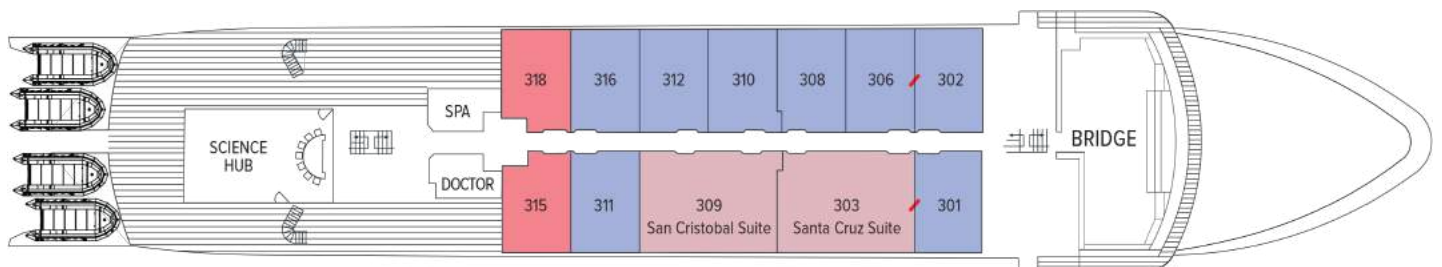 318
316
312
310
308
306
302
SPA
SCIENCE
HUB
BRIDGE
DOCTOR
315
311
309
San Cristobal Suite
303
Santa Cruz Suite
301